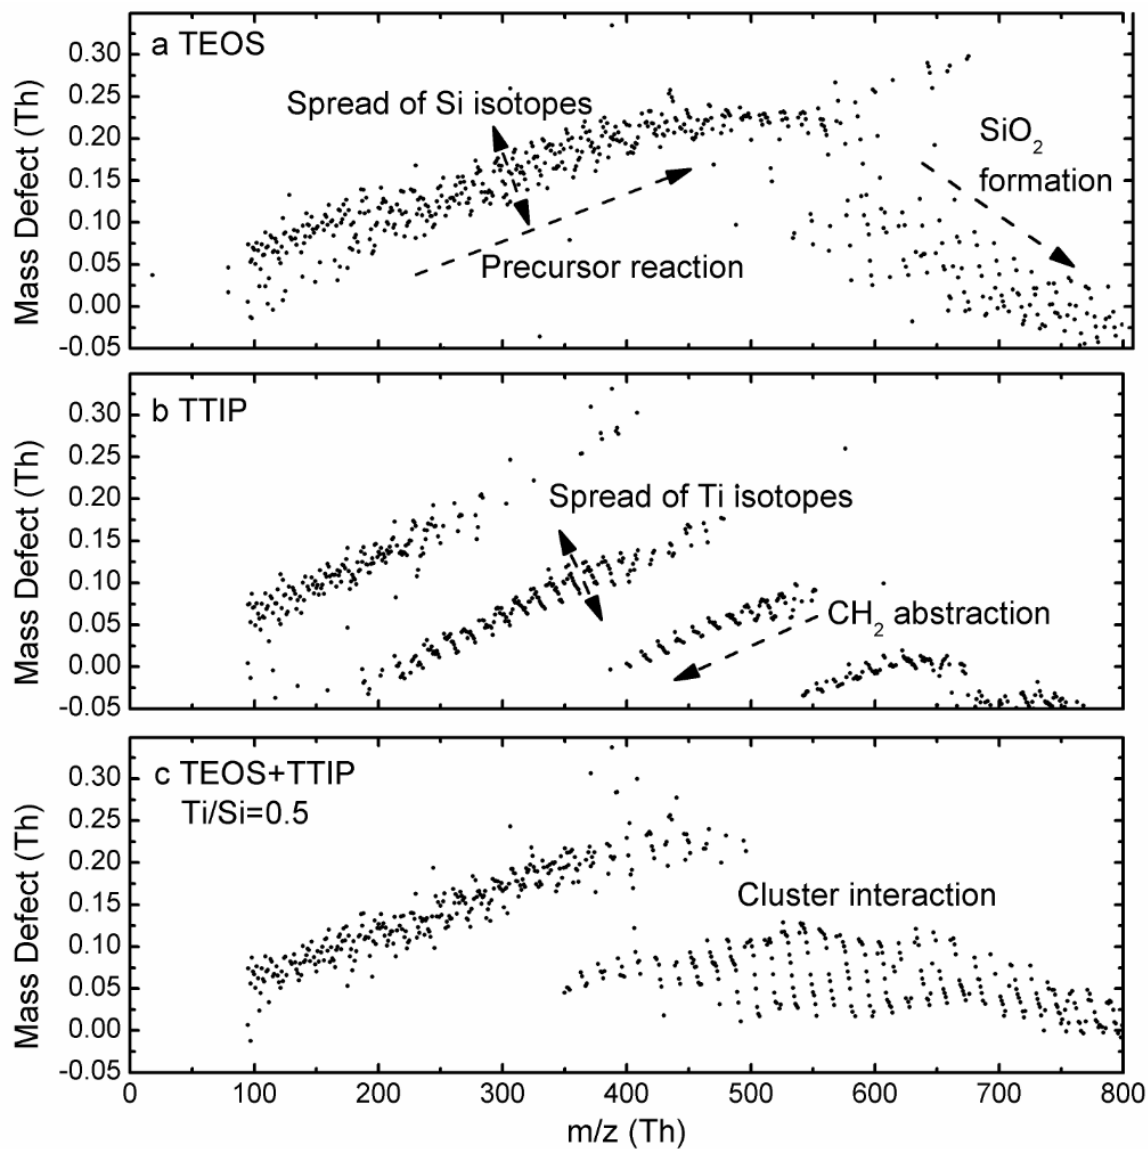 a TEOS
Spread of Si isotopes
SiO2
formation
Precursor reaction
Mass Defect (Th)
0.30
0.25
0.20
0.15
0.10
0.05
0.00
-0.05
b TTIP
Spread of Ti isotopes
CH2 abstraction
Mass Defect (Th)
0.30
0.25
0.20
0.15
0.10
0.05
0.00
-0.05
c TEOS+TTIP
Ti/Si=0.5
Cluster interaction
Mass Defect (Th)
0.30
0.25
0.20
0.15
0.10
0.05
0.00
-0.05
0 100 200 300 400 500 600 700 800
m/z (Th)